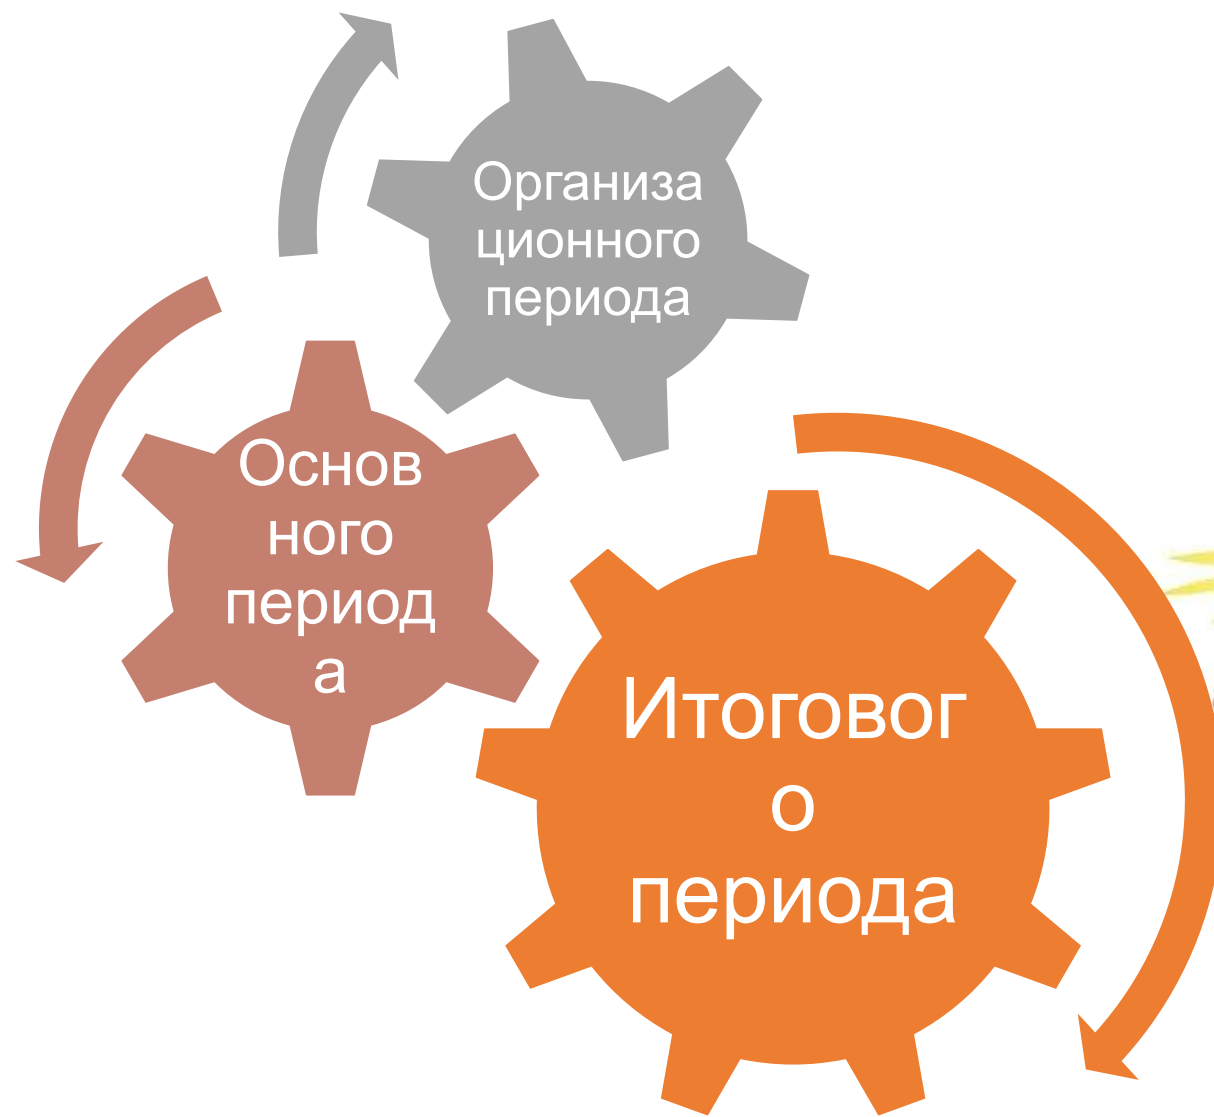 Организа
ционного
периода
Основ
ного
период
а
Итоговог
о
периода